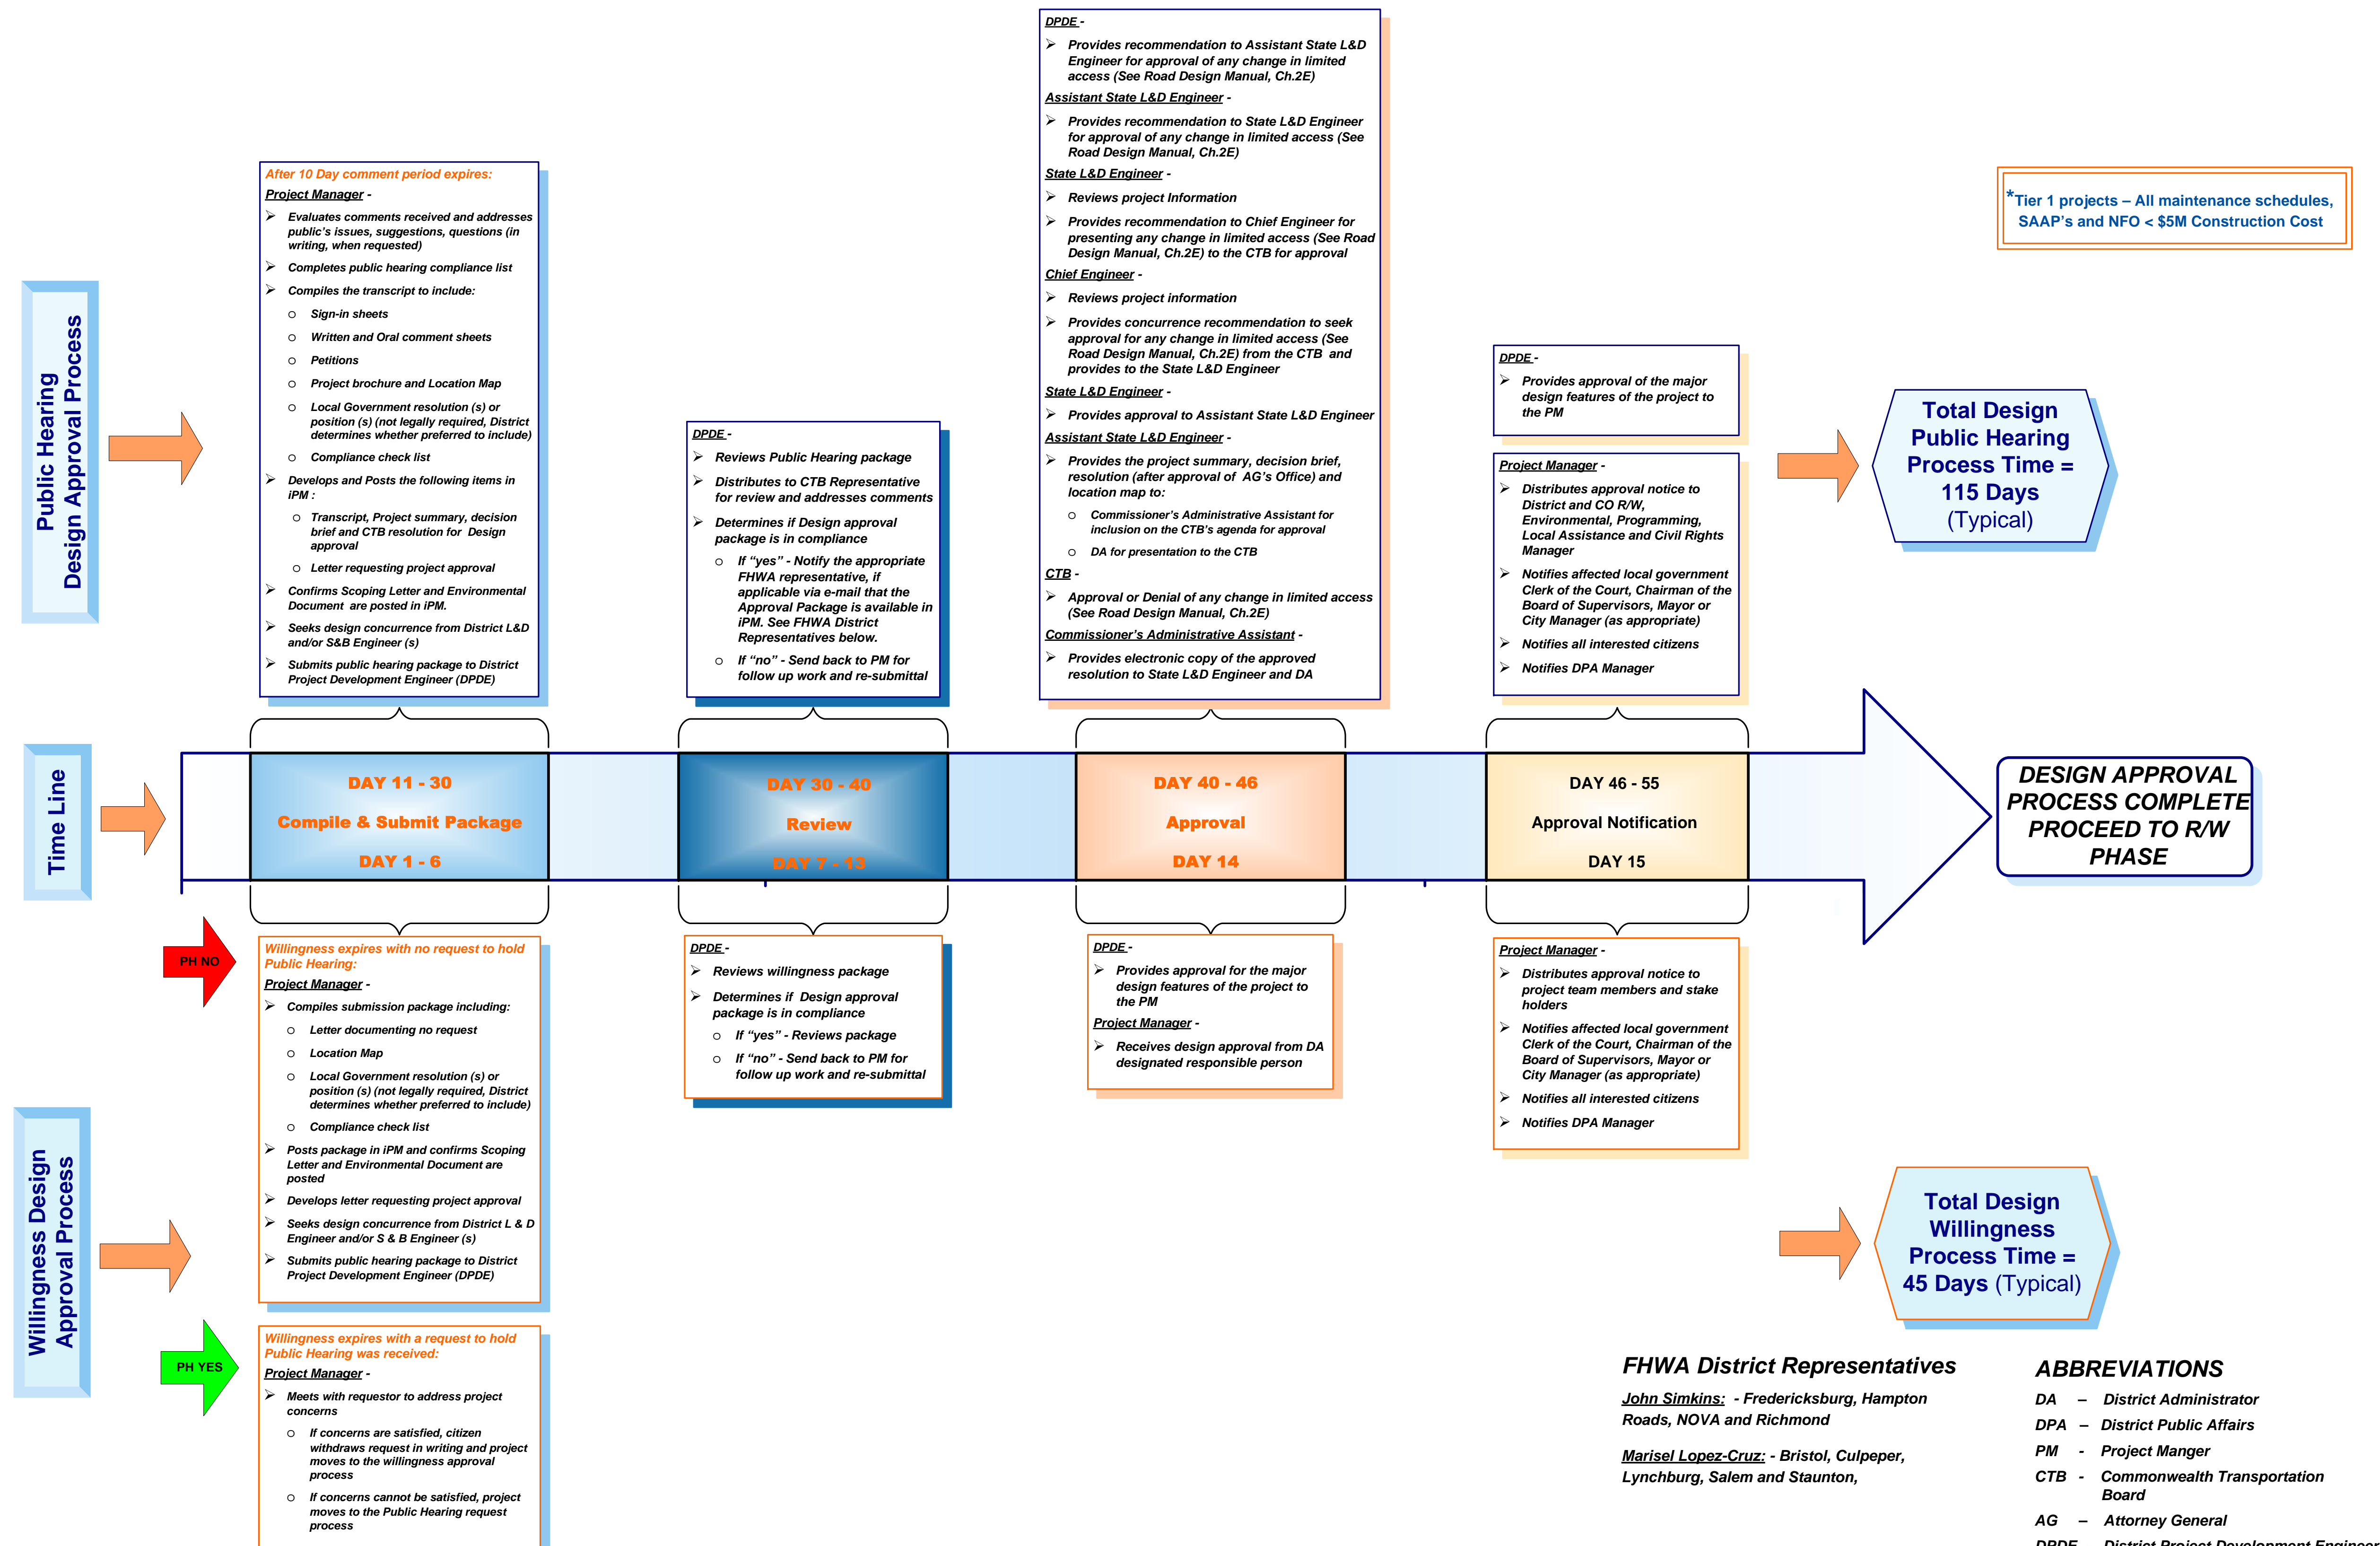 Public Hearing
Design Approval Process
After 10 Day comment period expires:
Project Manager -
➢ Evaluates comments received and addresses
public's issues, suggestions, questions (in
writing, when requested)
➢ Completes public hearing compliance list
➢ Compiles the transcript to include:
o Sign-in sheets
o Written and Oral comment sheets
o Petitions
o Project brochure and Location Map
o Local Government resolution (s) or
position (s) (not legally required, District
determines whether preferred to include)
o Compliance check list
➢ Develops and Posts the following items in
iPM :
o Transcript, Project summary, decision
brief and CTB resolution for Design
approval
o Letter requesting project approval
➢ Confirms Scoping Letter and Environmental
Document are posted in iPM.
➢ Seeks design concurrence from District L&D
and/or S&B Engineer (s)
➢ Submits public hearing package to District
Project Development Engineer (DPDE)
DPDE -
➢ Reviews Public Hearing package
➢ Distributes to CTB Representative
for review and addresses comments
➢ Determines if Design approval
package is in compliance
o If “yes” - Notify the appropriate
FHWA representative, if
applicable via e-mail that the
Approval Package is available in
iPM. See FHWA District
Representatives below.
o If “no” - Send back to PM for
follow up work and re-submittal
DPDE -
➢ Provides recommendation to Assistant State L&D
Engineer for approval of any change in limited
access (See Road Design Manual, Ch.2E)
Assistant State L&D Engineer -
➢ Provides recommendation to State L&D Engineer
for approval of any change in limited access (See
Road Design Manual, Ch.2E)
State L&D Engineer -
➢ Reviews project Information
➢ Provides recommendation to Chief Engineer for
presenting any change in limited access (See Road
Design Manual, Ch.2E) to the CTB for approval
Chief Engineer -
➢ Reviews project information
➢ Provides concurrence recommendation to seek
approval for any change in limited access (See
Road Design Manual, Ch.2E) from the CTB and
provides to the State L&D Engineer
State L&D Engineer -
➢ Provides approval to Assistant State L&D Engineer
Assistant State L&D Engineer -
➢ Provides the project summary, decision brief,
resolution (after approval of AG's Office) and
location map to:
o Commissioner's Administrative Assistant for
inclusion on the CTB's agenda for approval
o DA for presentation to the CTB
CTB -
➢ Approval or Denial of any change in limited access
(See Road Design Manual, Ch.2E)
Commissioner's Administrative Assistant -
➢ Provides electronic copy of the approved
resolution to State L&D Engineer and DA
DPDE -
➢ Provides approval of the major
design features of the project to
the PM
Project Manager -
➢ Distributes approval notice to
District and CO R/W,
Environmental, Programming,
Local Assistance and Civil Rights
Manager
➢ Notifies affected local government
Clerk of the Court, Chairman of the
Board of Supervisors, Mayor or
City Manager (as appropriate)
➢ Notifies all interested citizens
➢ Notifies DPA Manager
*Tier 1 projects – All maintenance schedules,
SAAP's and NFO < $5M Construction Cost
Total Design
Public Hearing
Process Time =
115 Days
(Typical)
Time Line
DAY 11 - 30
Compile & Submit Package
DAY 1 - 6
DAY 30 - 40
Review
DAY 7 - 13
DAY 40 - 46
Approval
DAY 14
DAY 46 - 55
Approval Notification
DAY 15
DESIGN APPROVAL
PROCESS COMPLETE
PROCEED TO R/W
PHASE
Willingness Design
Approval Process
PH NO
Willingness expires with no request to hold
Public Hearing:
Project Manager -
➢ Compiles submission package including:
o Letter documenting no request
o Location Map
o Local Government resolution (s) or
position (s) (not legally required, District
determines whether preferred to include)
o Compliance check list
➢ Posts package in iPM and confirms Scoping
Letter and Environmental Document are
posted
➢ Develops letter requesting project approval
➢ Seeks design concurrence from District L & D
Engineer and/or S & B Engineer (s)
➢ Submits public hearing package to District
Project Development Engineer (DPDE)
PH YES
Willingness expires with a request to hold
Public Hearing was received:
Project Manager -
➢ Meets with requestor to address project
concerns
o If concerns are satisfied, citizen
withdraws request in writing and project
moves to the willingness approval
process
o If concerns cannot be satisfied, project
moves to the Public Hearing request
process
DPDE -
➢ Reviews willingness package
➢ Determines if Design approval
package is in compliance
o If “yes” - Reviews package
o If “no” - Send back to PM for
follow up work and re-submittal
DPDE -
➢ Provides approval for the major
design features of the project to
the PM
Project Manager -
➢ Receives design approval from DA
designated responsible person
Project Manager -
➢ Distributes approval notice to
project team members and stake
holders
➢ Notifies affected local government
Clerk of the Court, Chairman of the
Board of Supervisors, Mayor or
City Manager (as appropriate)
➢ Notifies all interested citizens
➢ Notifies DPA Manager
Total Design
Willingness
Process Time =
45 Days (Typical)
FHWA District Representatives
John Simkins: - Fredericksburg, Hampton
Roads, NOVA and Richmond
Marisel Lopez-Cruz: - Bristol, Culpeper,
Lynchburg, Salem and Staunton,
ABBREVIATIONS
DA – District Administrator
DPA – District Public Affairs
PM - Project Manger
CTB - Commonwealth Transportation
Board
AG – Attorney General
DPDE – District Project Development Engineer